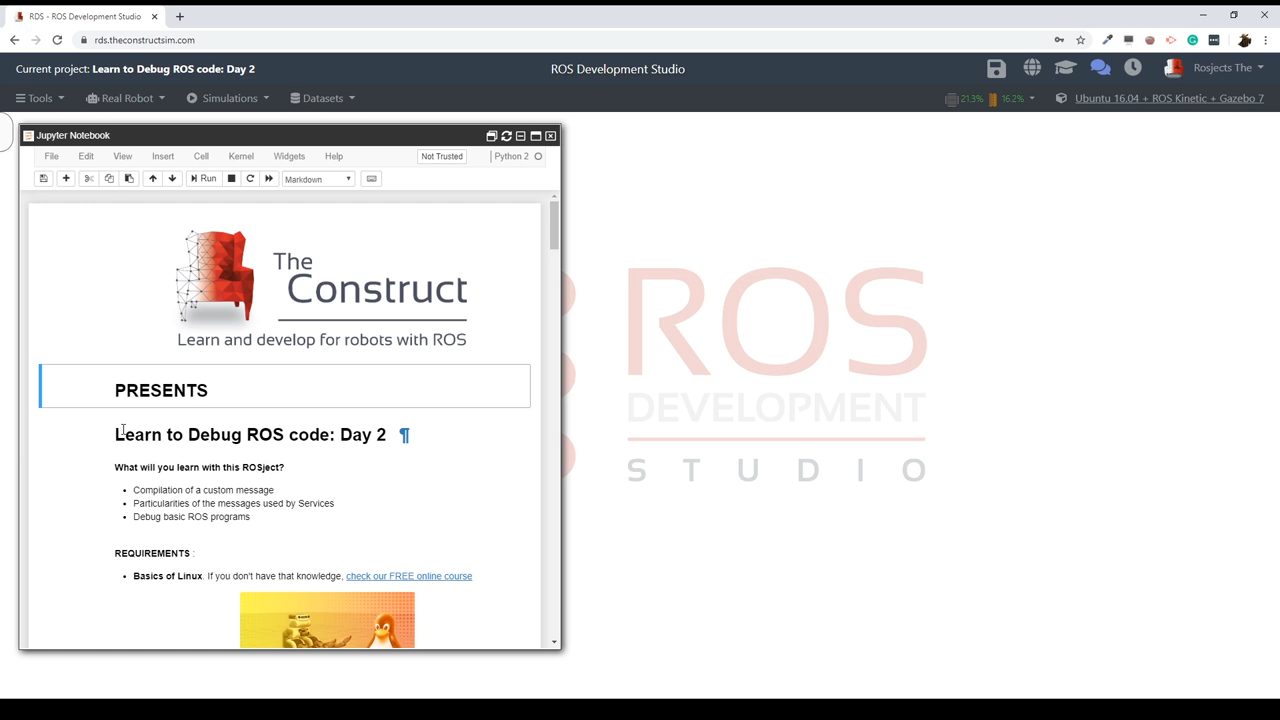 RDS - ROS Development Studio
rds.theconstructsim.com
Current project: Learn to Debug ROS code: Day 2
ROS Development Studio
Rosjects The
Tools
Real Robot
Simulations
Datasets
21.3%
16.2%
Ubuntu 16.04 + ROS Kinetic + Gazebo 7
Jupyter Notebook
File Edit View Insert Cell Kernel Widgets Help
Not Trusted
Python 2
Run
Markdown
The
Construct
Learn and develop for robots with ROS
PRESENTS
Learn to Debug ROS code: Day 2 ¶
What will you learn with this ROSject?
• Compilation of a custom message
• Particularities of the messages used by Services
• Debug basic ROS programs
REQUIREMENTS :
• Basics of Linux. If you don't have that knowledge, check our FREE online course
ROS
DEVELOPMENT
STUDIO